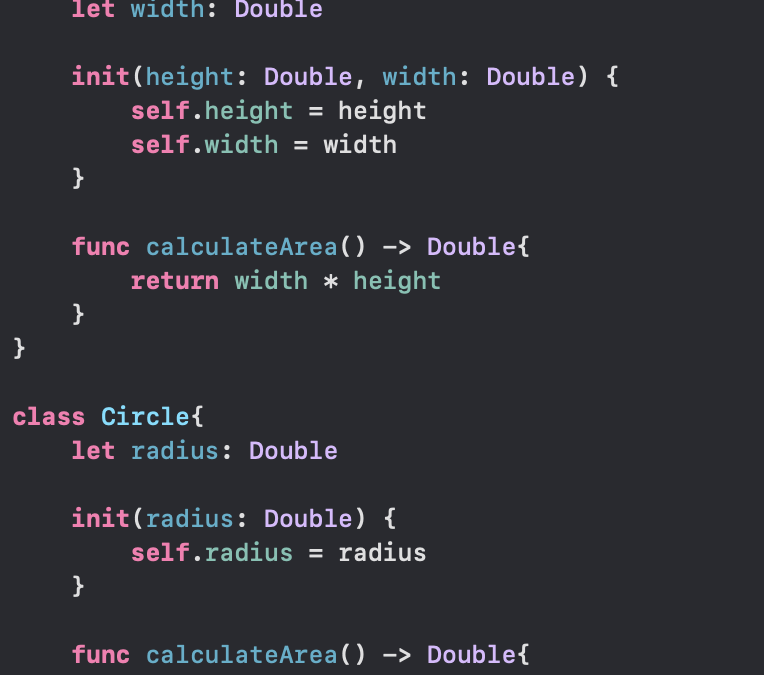 let width: Double
init(height: Double, width: Double) {
self.height = height
self.width = width
}
func calculateArea() -> Double{
return width * height
}
}
class Circle{
let radius: Double
init(radius: Double) {
self.radius = radius
}
func calculateArea() -> Double{